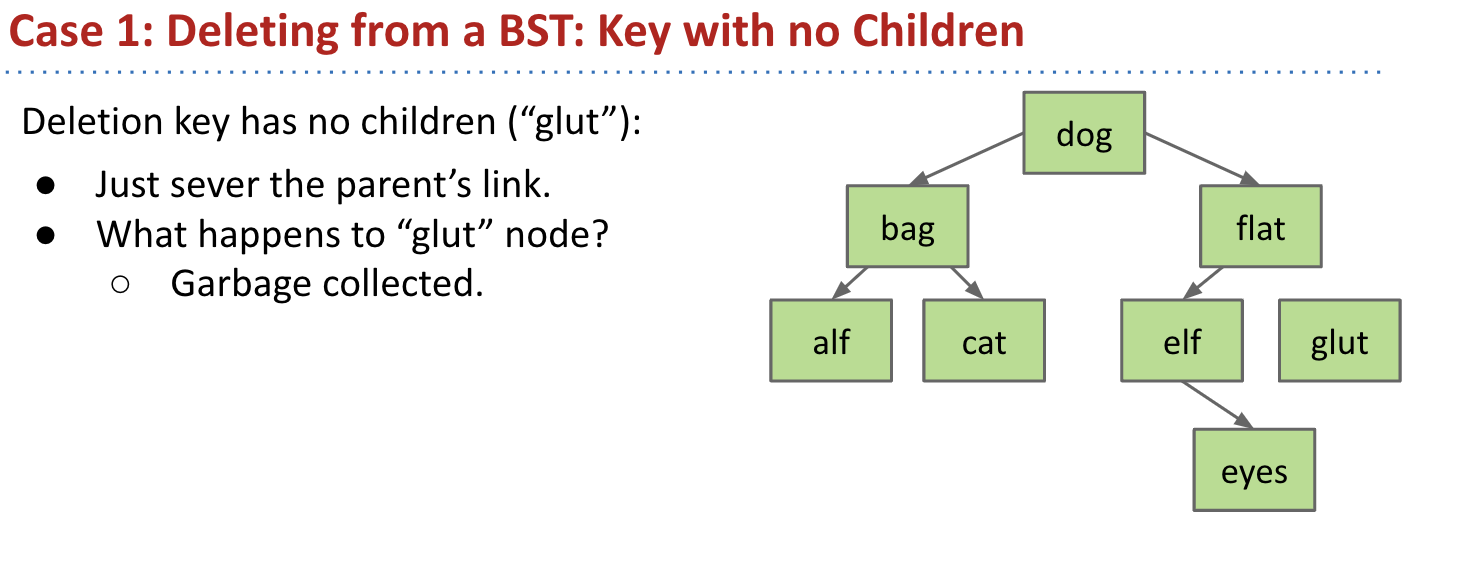 Case 1: Deleting from a BST: Key with no Children
Deletion key has no children (“glut”):
● Just sever the parent’s link.
● What happens to “glut” node?
○ Garbage collected.
dog
bag
flat
alf
cat
elf
glut
eyes